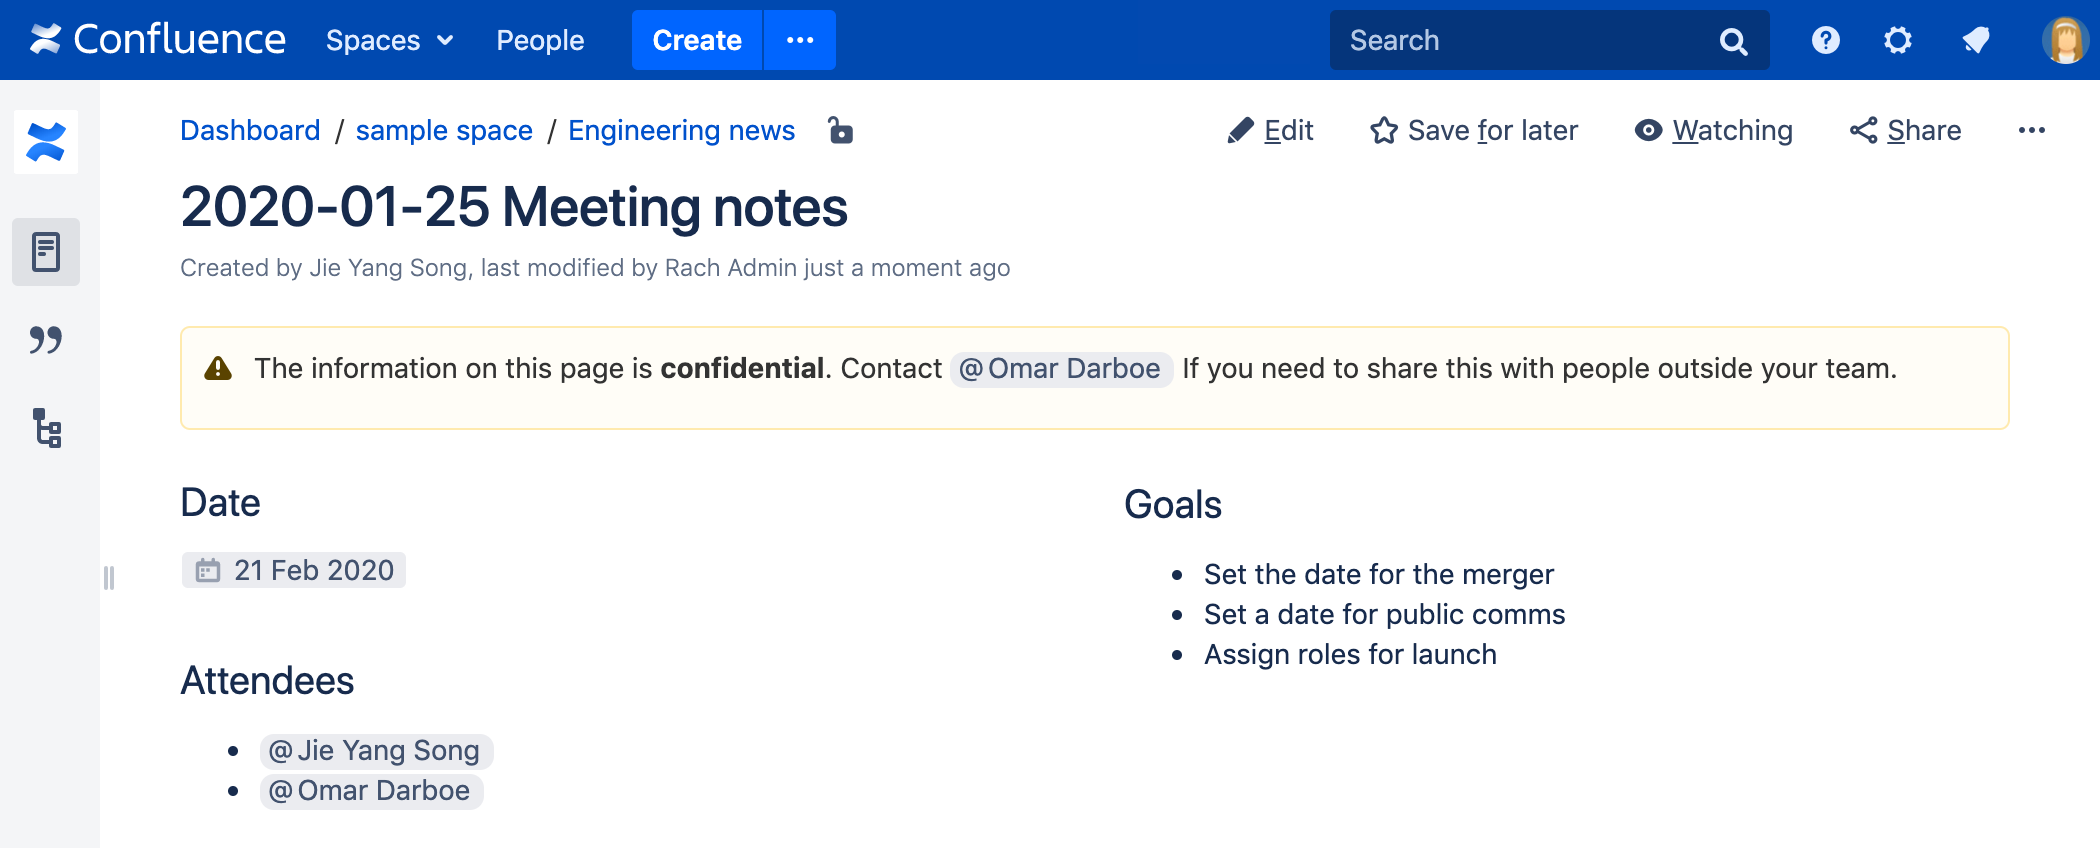 Confluence Spaces People Create Search
Dashboard / sample space / Engineering news Edit Save for later Watching Share
2020-01-25 Meeting notes
Created by Jie Yang Song, last modified by Rach Admin just a moment ago
The information on this page is confidential. Contact @Omar Darboe If you need to share this with people outside your team.
Date
21 Feb 2020
Attendees
@Jie Yang Song
@Omar Darboe
Goals
Set the date for the merger
Set a date for public comms
Assign roles for launch